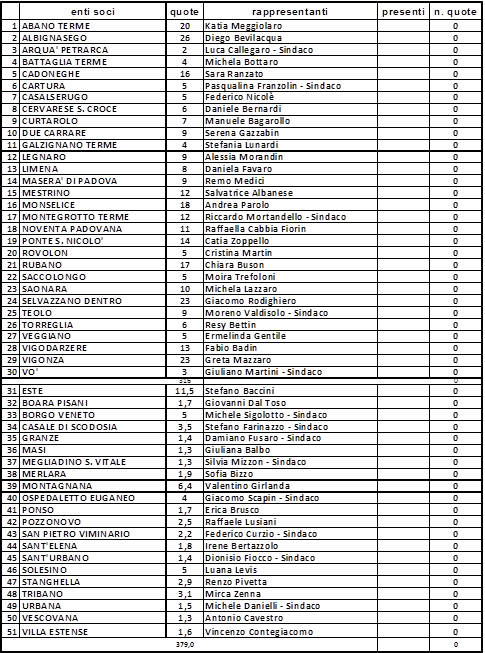 enti soci quote rappresentanti presenti n. quote
1 ABANO TERME 20 Katia Meggiolaro 0
2 ALBIGNASEGO 26 Diego Bevilacqua 0
3 ARQUA' PETRARCA 2 Luca Callegaro - Sindaco 0
4 BATTAGLIA TERME 4 Michela Bottaro 0
5 CADONEGHE 16 Sara Ranzato 0
6 CARTURA 5 Pasqualina Franzolin - Sindaco 0
7 CASALSERUGO 5 Federico Nicolè 0
8 CERVARESE S. CROCE 6 Daniele Bernardi 0
9 CURTAROLO 7 Manuele Bagarollo 0
10 DUE CARRARE 9 Serena Gazzabin 0
11 GALZIGNANO TERME 4 Stefania Lunardi 0
12 LEGNARO 9 Alessia Morandin 0
13 LIMENA 8 Daniela Favaro 0
14 MASERA' DI PADOVA 9 Remo Medici 0
15 MESTRINO 12 Salvatrice Albanese 0
16 MONSELICE 18 Andrea Parolo 0
17 MONTEGROTTO TERME 12 Riccardo Mortandello - Sindaco 0
18 NOVENTA PADOVANA 11 Raffaella Cabbia Fiorin 0
19 PONTE S. NICOLO' 14 Catia Zoppello 0
20 ROVOLON 5 Cristina Martin 0
21 RUBANO 17 Chiara Buson 0
22 SACCOLONGO 5 Moira Trefoloni 0
23 SAONARA 10 Michela Lazzaro 0
24 SELVAZZANO DENTRO 23 Giacomo Rodighiero 0
25 TEOLO 9 Moreno Valdisolo - Sindaco 0
26 TORREGLIA 6 Resy Bettin 0
27 VEGGIANO 5 Ermelinda Gentile 0
28 VIGODARZERE 13 Fabio Badin 0
29 VIGONZA 23 Greta Mazzaro 0
30 VO' 3 Giuliano Martini - Sindaco 0
316 0
31 ESTE 11,5 Stefano Baccini 0
32 BOARA PISANI 1,7 Giovanni Dal Toso 0
33 BORGO VENETO 5 Michele Sigolotto - Sindaco 0
34 CASALE DI SCODOSIA 3,5 Stefano Farinazzo - Sindaco 0
35 GRANZE 1,4 Damiano Fusaro - Sindaco 0
36 MASI 1,3 Giuliana Balbo 0
37 MEGLIADINO S. VITALE 1,3 Silvia Mizzon - Sindaco 0
38 MERLARA 1,9 Sofia Bizzo 0
39 MONTAGNANA 6,4 Valentino Girlanda 0
40 OSPEDALETTO EUGANEO 4 Giacomo Scapin - Sindaco 0
41 PONSO 1,7 Erica Brusco 0
42 POZZONOVO 2,5 Raffaele Lusiani 0
43 SAN PIETRO VIMINARIO 2,2 Federico Curzio - Sindaco 0
44 SANT'ELENA 1,8 Irene Bertazzolo 0
45 SANT'URBANO 1,4 Dionisio Fiocco - Sindaco 0
46 SOLESINO 5 Luana Levis 0
47 STANGHELLA 2,9 Renzo Pivetta 0
48 TRIBANO 3,1 Mirca Zenna 0
49 URBANA 1,5 Michele Danielli - Sindaco 0
50 VESCOVANA 1,3 Antonio Cavestro 0
51 VILLA ESTENSE 1,6 Vincenzo Contegiacomo 0
379,0 0